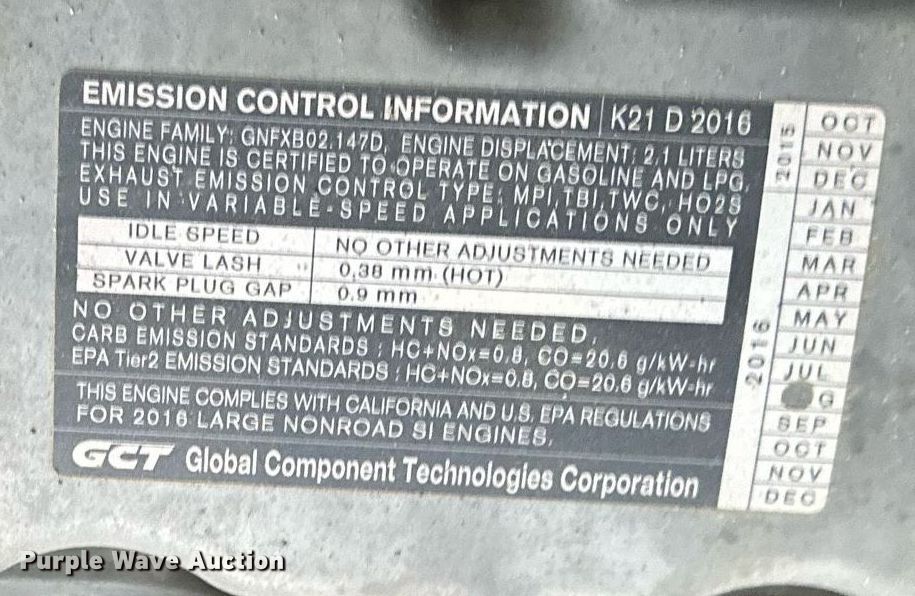 EMISSION CONTROL INFORMATION | K21 D 2016
ENGINE FAMILY: GNFXB02.147D, ENGINE DISPLACEMENT: 2.1 LITERS
THIS ENGINE IS CERTIFIED TO OPERATE ON GASOLINE AND LPG.
EXHAUST EMISSION CONTROL TYPE: MPI,TBI,TWC, HO2S
USE IN VARIABLE-SPEED APPLICATIONS ONLY
IDLE SPEED NO OTHER ADJUSTMENTS NEEDED
VALVE LASH 0,38 mm (HOT)
SPARK PLUG GAP 0.9 mm
NO OTHER ADJUSTMENTS NEEDED.
CARB EMISSION STANDARDS : HC+NOx=0.8, CO=20.6 g/kW-hr
EPA Tier2 EMISSION STANDARDS : HC+NOx=0.8, CO=20.6 g/kW-hr
THIS ENGINE COMPLIES WITH CALIFORNIA AND U.S. EPA REGULATIONS
FOR 2016 LARGE NONROAD SI ENGINES.
GCT Global Component Technologies Corporation
2015
OCT
NOV
DEC
2016
JAN
FEB
MAR
APR
MAY
JUN
JUL
G
SEP
OCT
NOV
DEC
Purple Wave Auction